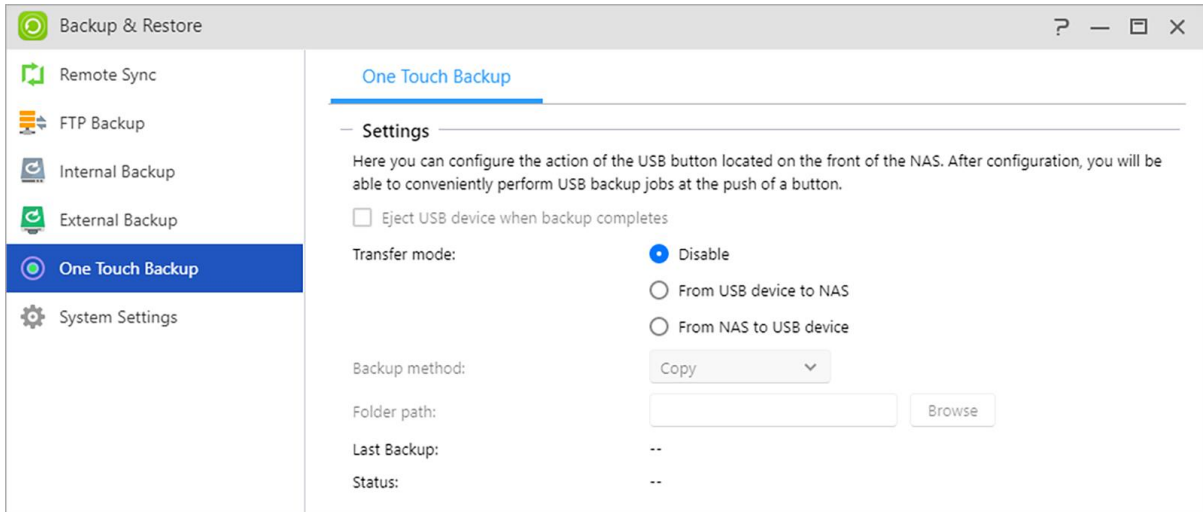 Backup & Restore
Remote Sync
FTP Backup
Internal Backup
External Backup
One Touch Backup
System Settings
One Touch Backup
Settings
Here you can configure the action of the USB button located on the front of the NAS. After configuration, you will be
able to conveniently perform USB backup jobs at the push of a button.
Eject USB device when backup completes
Transfer mode:
Disable
From USB device to NAS
From NAS to USB device
Backup method:
Copy
Folder path:
Browse
Last Backup:
--
Status:
--